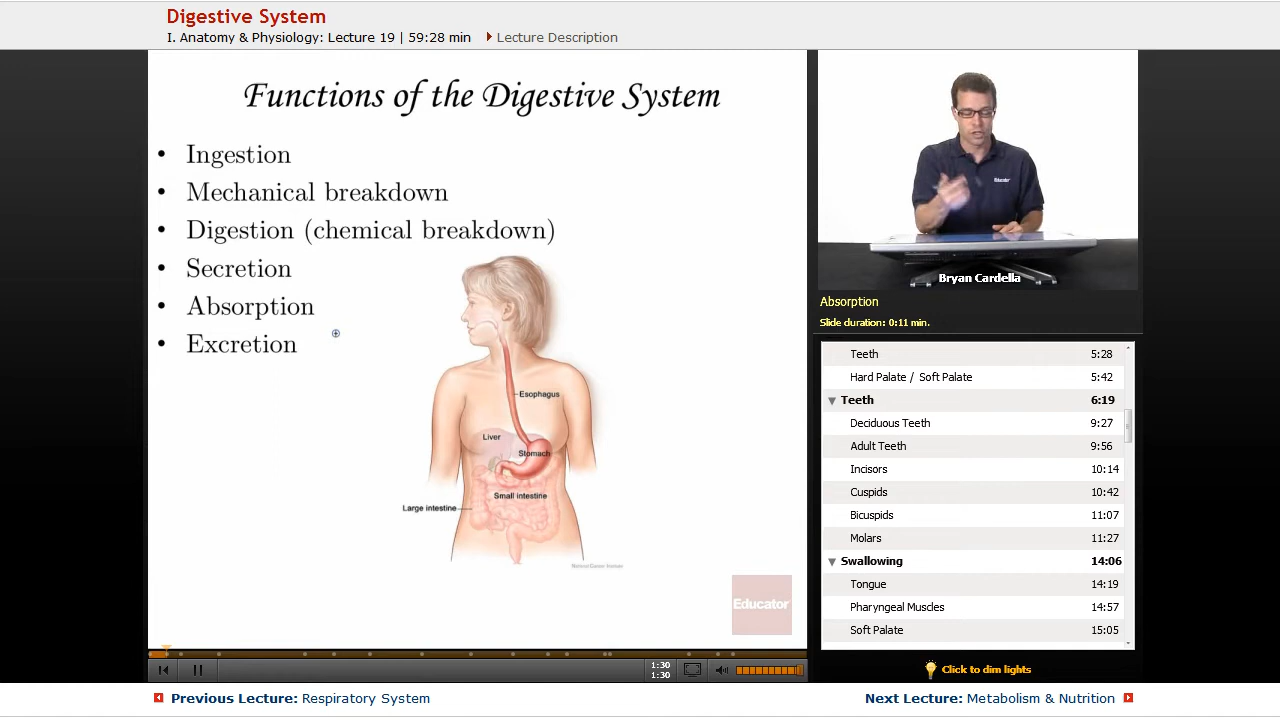 Digestive System
I. Anatomy & Physiology: Lecture 19 | 59:28 min
Lecture Description
Functions of the Digestive System
• Ingestion
• Mechanical breakdown
• Digestion (chemical breakdown)
• Secretion
• Absorption
• Excretion
Esophagus
Liver
Stomach
Small intestine
Large intestine
Educator
Educator
Bryan Cardella
Absorption
Slide duration: 0:11 min.
Teeth 5:28
Hard Palate / Soft Palate 5:42
Teeth 6:19
Deciduous Teeth 9:27
Adult Teeth 9:56
Incisors 10:14
Cuspids 10:42
Bicuspids 11:07
Molars 11:27
Swallowing 14:06
Tongue 14:19
Pharyngeal Muscles 14:57
Soft Palate 15:05
1:30
1:30
Click to dim lights
Previous Lecture: Respiratory System
Next Lecture: Metabolism & Nutrition